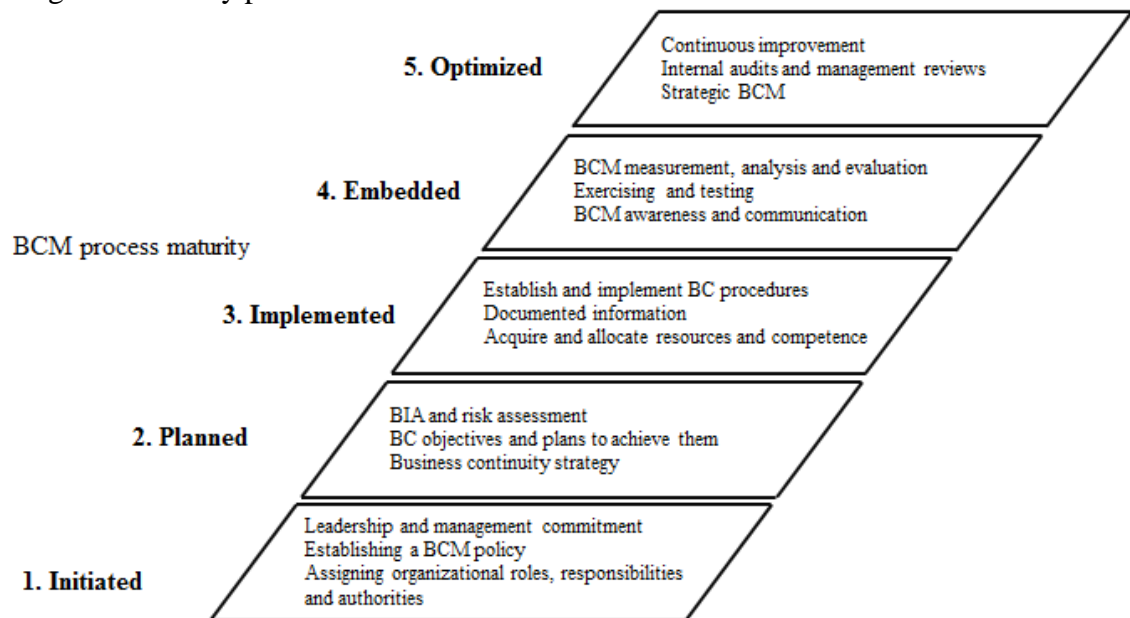 5. Optimized
Continuous improvement
Internal audits and management reviews
Strategic BCM
4. Embedded
BCM measurement, analysis and evaluation
Exercising and testing
BCM awareness and communication
BCM process maturity
3. Implemented
Establish and implement BC procedures
Documented information
Acquire and allocate resources and competence
2. Planned
BIA and risk assessment
BC objectives and plans to achieve them
Business continuity strategy
1. Initiated
Leadership and management commitment
Establishing a BCM policy
Assigning organizational roles, responsibilities
and authorities